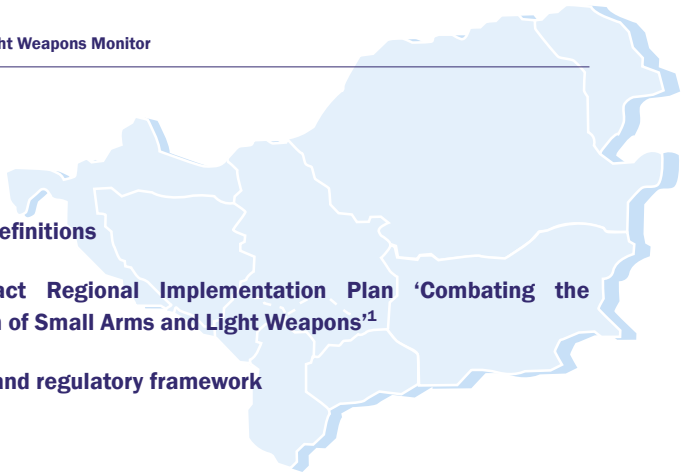 ht Weapons Monitor
efinitions
act Regional Implementation Plan ‘Combating the
n of Small Arms and Light Weapons’1
and regulatory framework